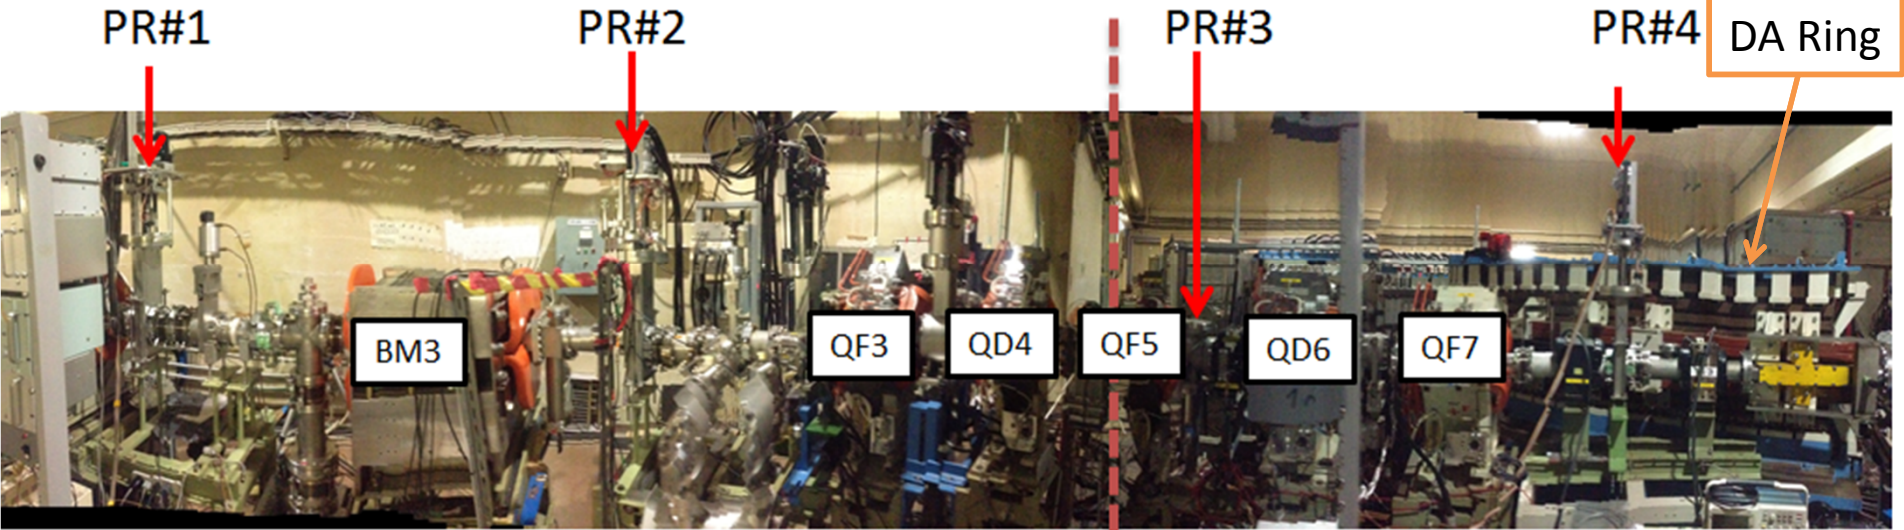 PR#1
PR#2
PR#3
PR#4
DA Ring
BM3
QF3
QD4
QF5
QD6
QF7